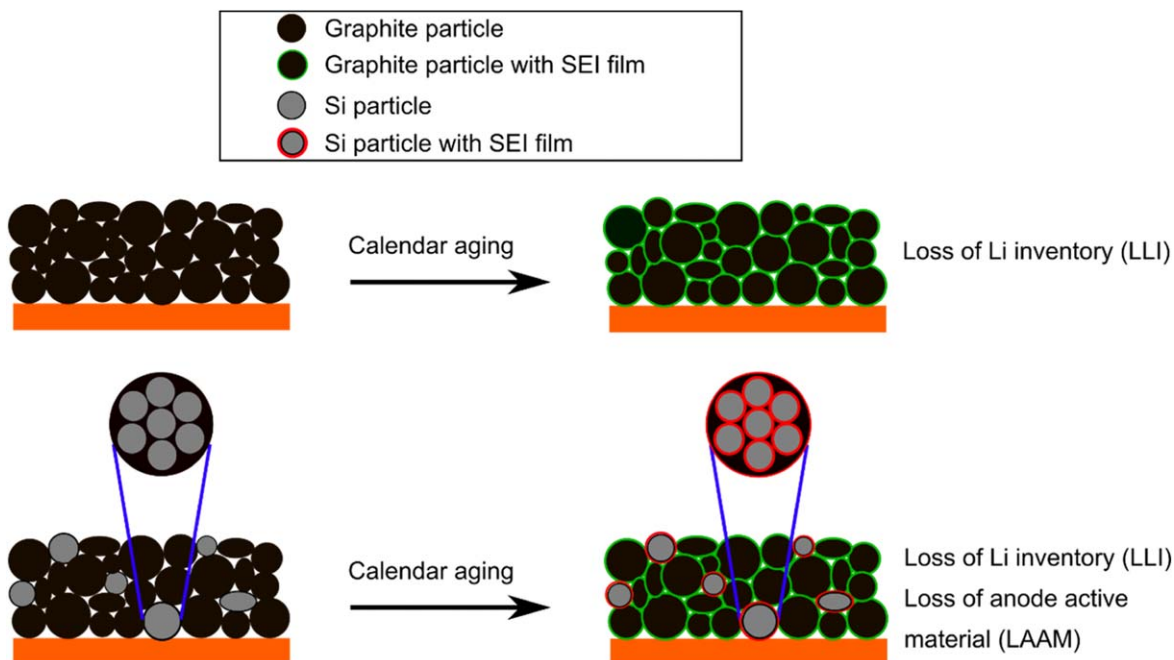 Graphite particle
Graphite particle with SEI film
Si particle
Si particle with SEI film
Calendar aging
Loss of Li inventory (LLI)
Calendar aging
Loss of Li inventory (LLI)
Loss of anode active
material (LAAM)